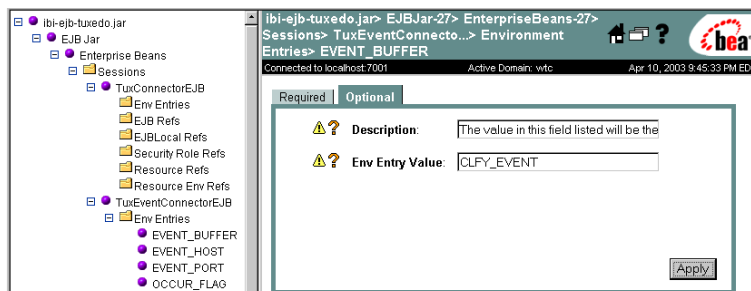 ibi-ejb-tuxedo.jar
EJB Jar
Enterprise Beans
Sessions
TuxConnectorEJB
Env Entries
EJB Refs
EJBLocal Refs
Security Role Refs
Resource Refs
Resource Env Refs
TuxEventConnectorEJB
Env Entries
EVENT_BUFFER
EVENT_HOST
EVENT_PORT
OCCUR_FLAG
ibi-ejb-tuxedo.jar> EJBJar-27> EnterpriseBeans-27>
Sessions> TuxEventConnecto...> Environment
Entries> EVENT_BUFFER
?
bea
Connected to localhost:7001 Active Domain: wtc Apr 10, 2003 9:45:33 PM ED
Required Optional
? Description: The value in this field listed will be the
? Env Entry Value: CLFY_EVENT
Apply